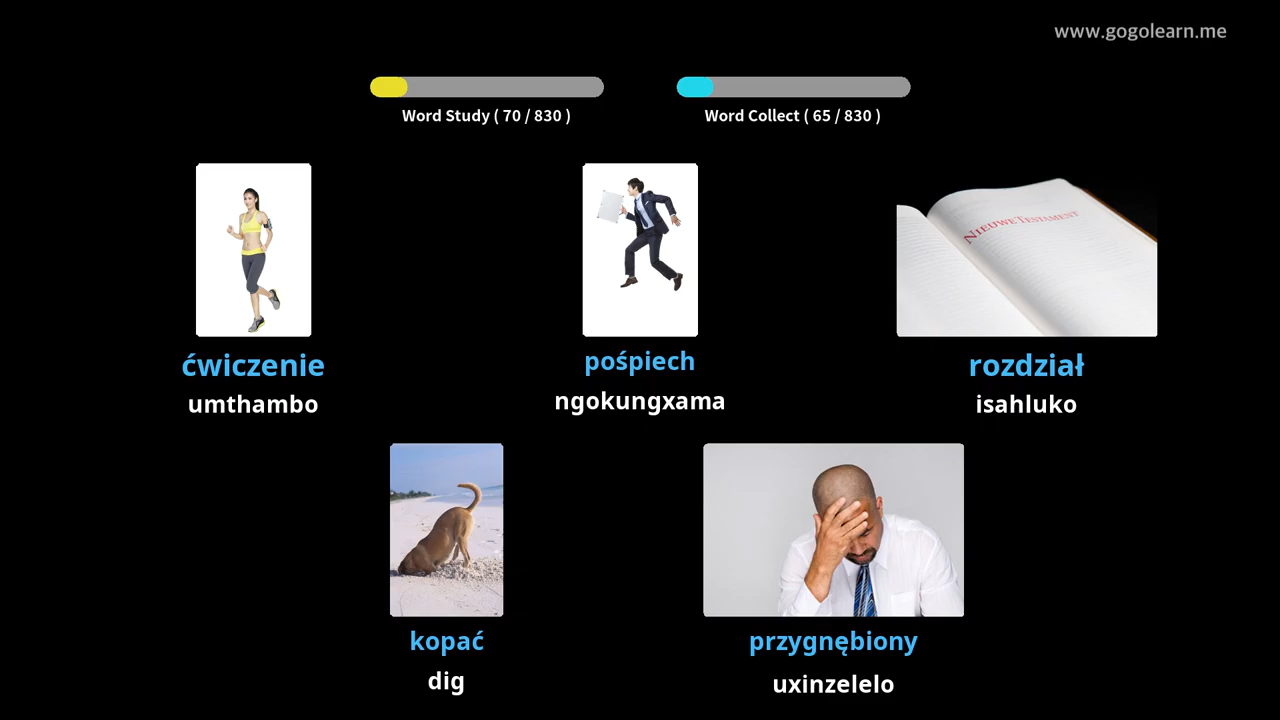 www.gogolearn.me
Word Study ( 70 / 830 )
Word Collect ( 65 / 830 )
NIEUWE TESTAMENT
ćwiczenie
pośpiech
rozdział
umthambo
ngokungxama
isahluko
kopać
przygnębiony
dig
uxinzelelo